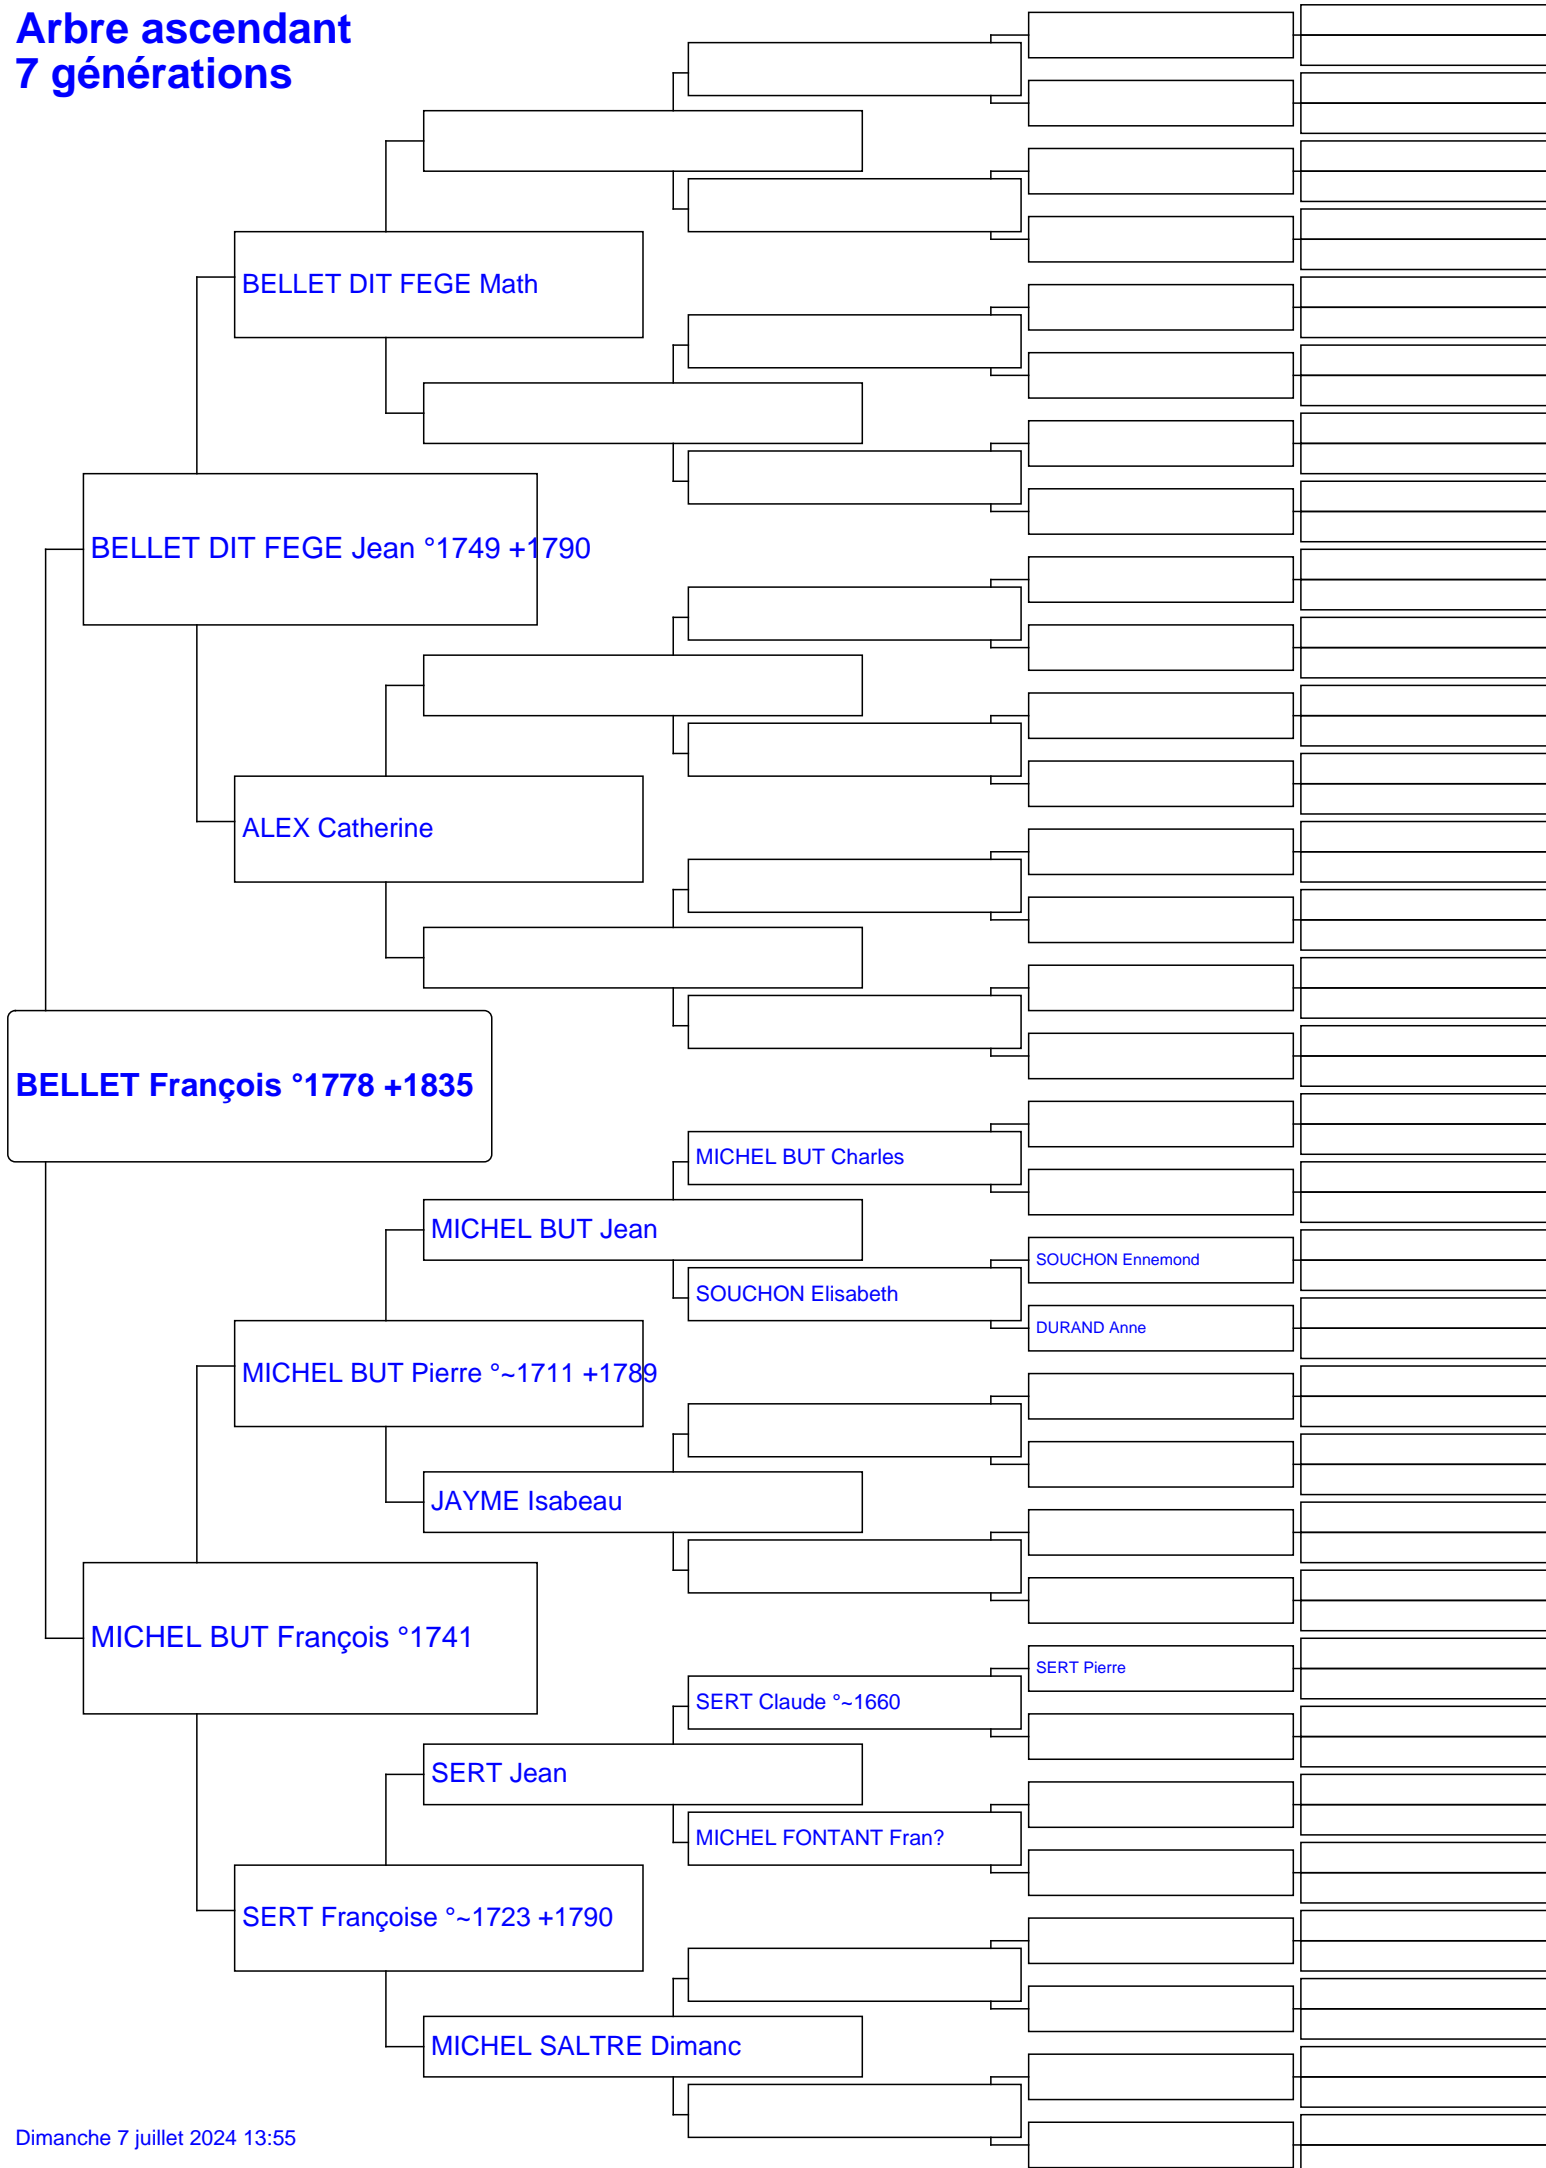 Arbre ascendant
7 générations
BELLET DIT FEGE Math
BELLET DIT FEGE Jean °1749 +1790
ALEX Catherine
BELLET François °1778 +1835
MICHEL BUT Charles
MICHEL BUT Jean
SOUCHON Ennemond
SOUCHON Elisabeth
DURAND Anne
MICHEL BUT Pierre °~1711 +1789
JAYME Isabeau
MICHEL BUT François °1741
SERT Pierre
SERT Claude °~1660
SERT Jean
MICHEL FONTANT Fran?
SERT Françoise °~1723 +1790
MICHEL SALTRE Dimanc
Dimanche 7 juillet 2024 13:55